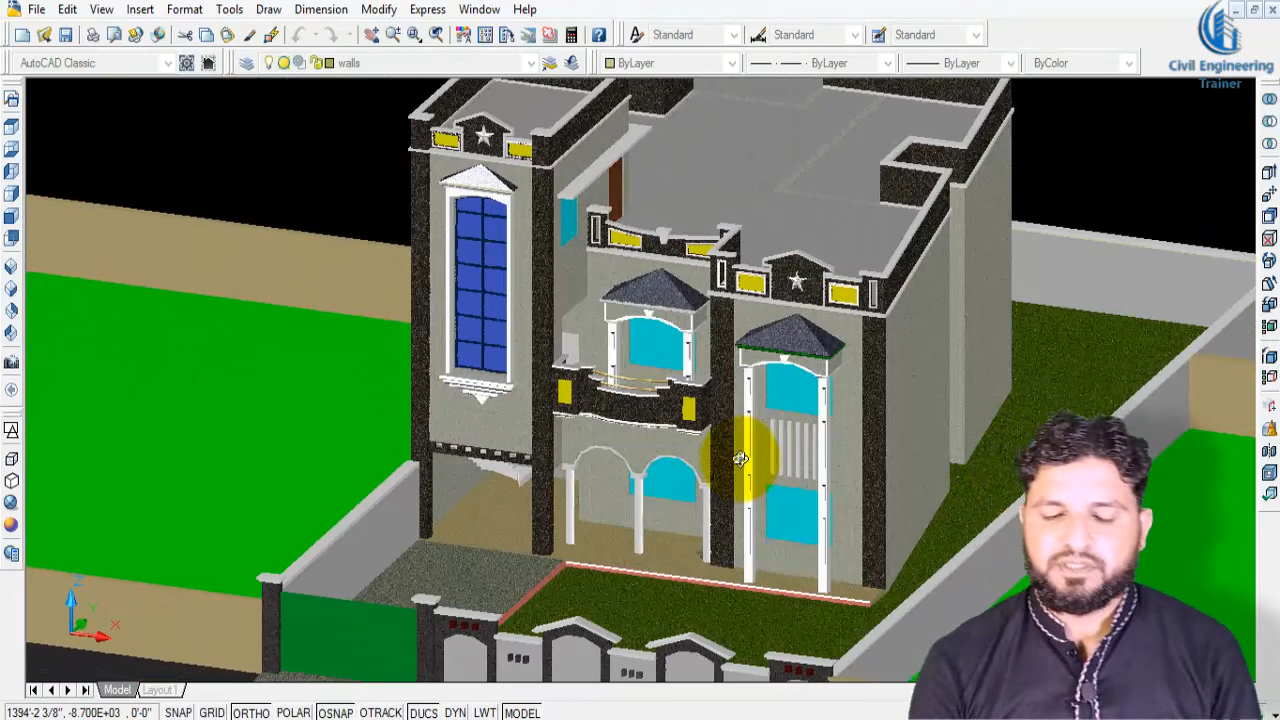 File Edit View Insert Format Tools Draw Dimension Modify Express Window Help
Standard Standard Standard
AutoCAD Classic walls ByLayer ByLayer ByLayer ByColor
Civil Engineering
Trainer
Z
Y
X
Model Layout1
1394'-2 3/8", -8.700E+03 , 0'-0" SNAP GRID ORTHO POLAR OSNAP OTRACK DUCS DYN LWT MODEL